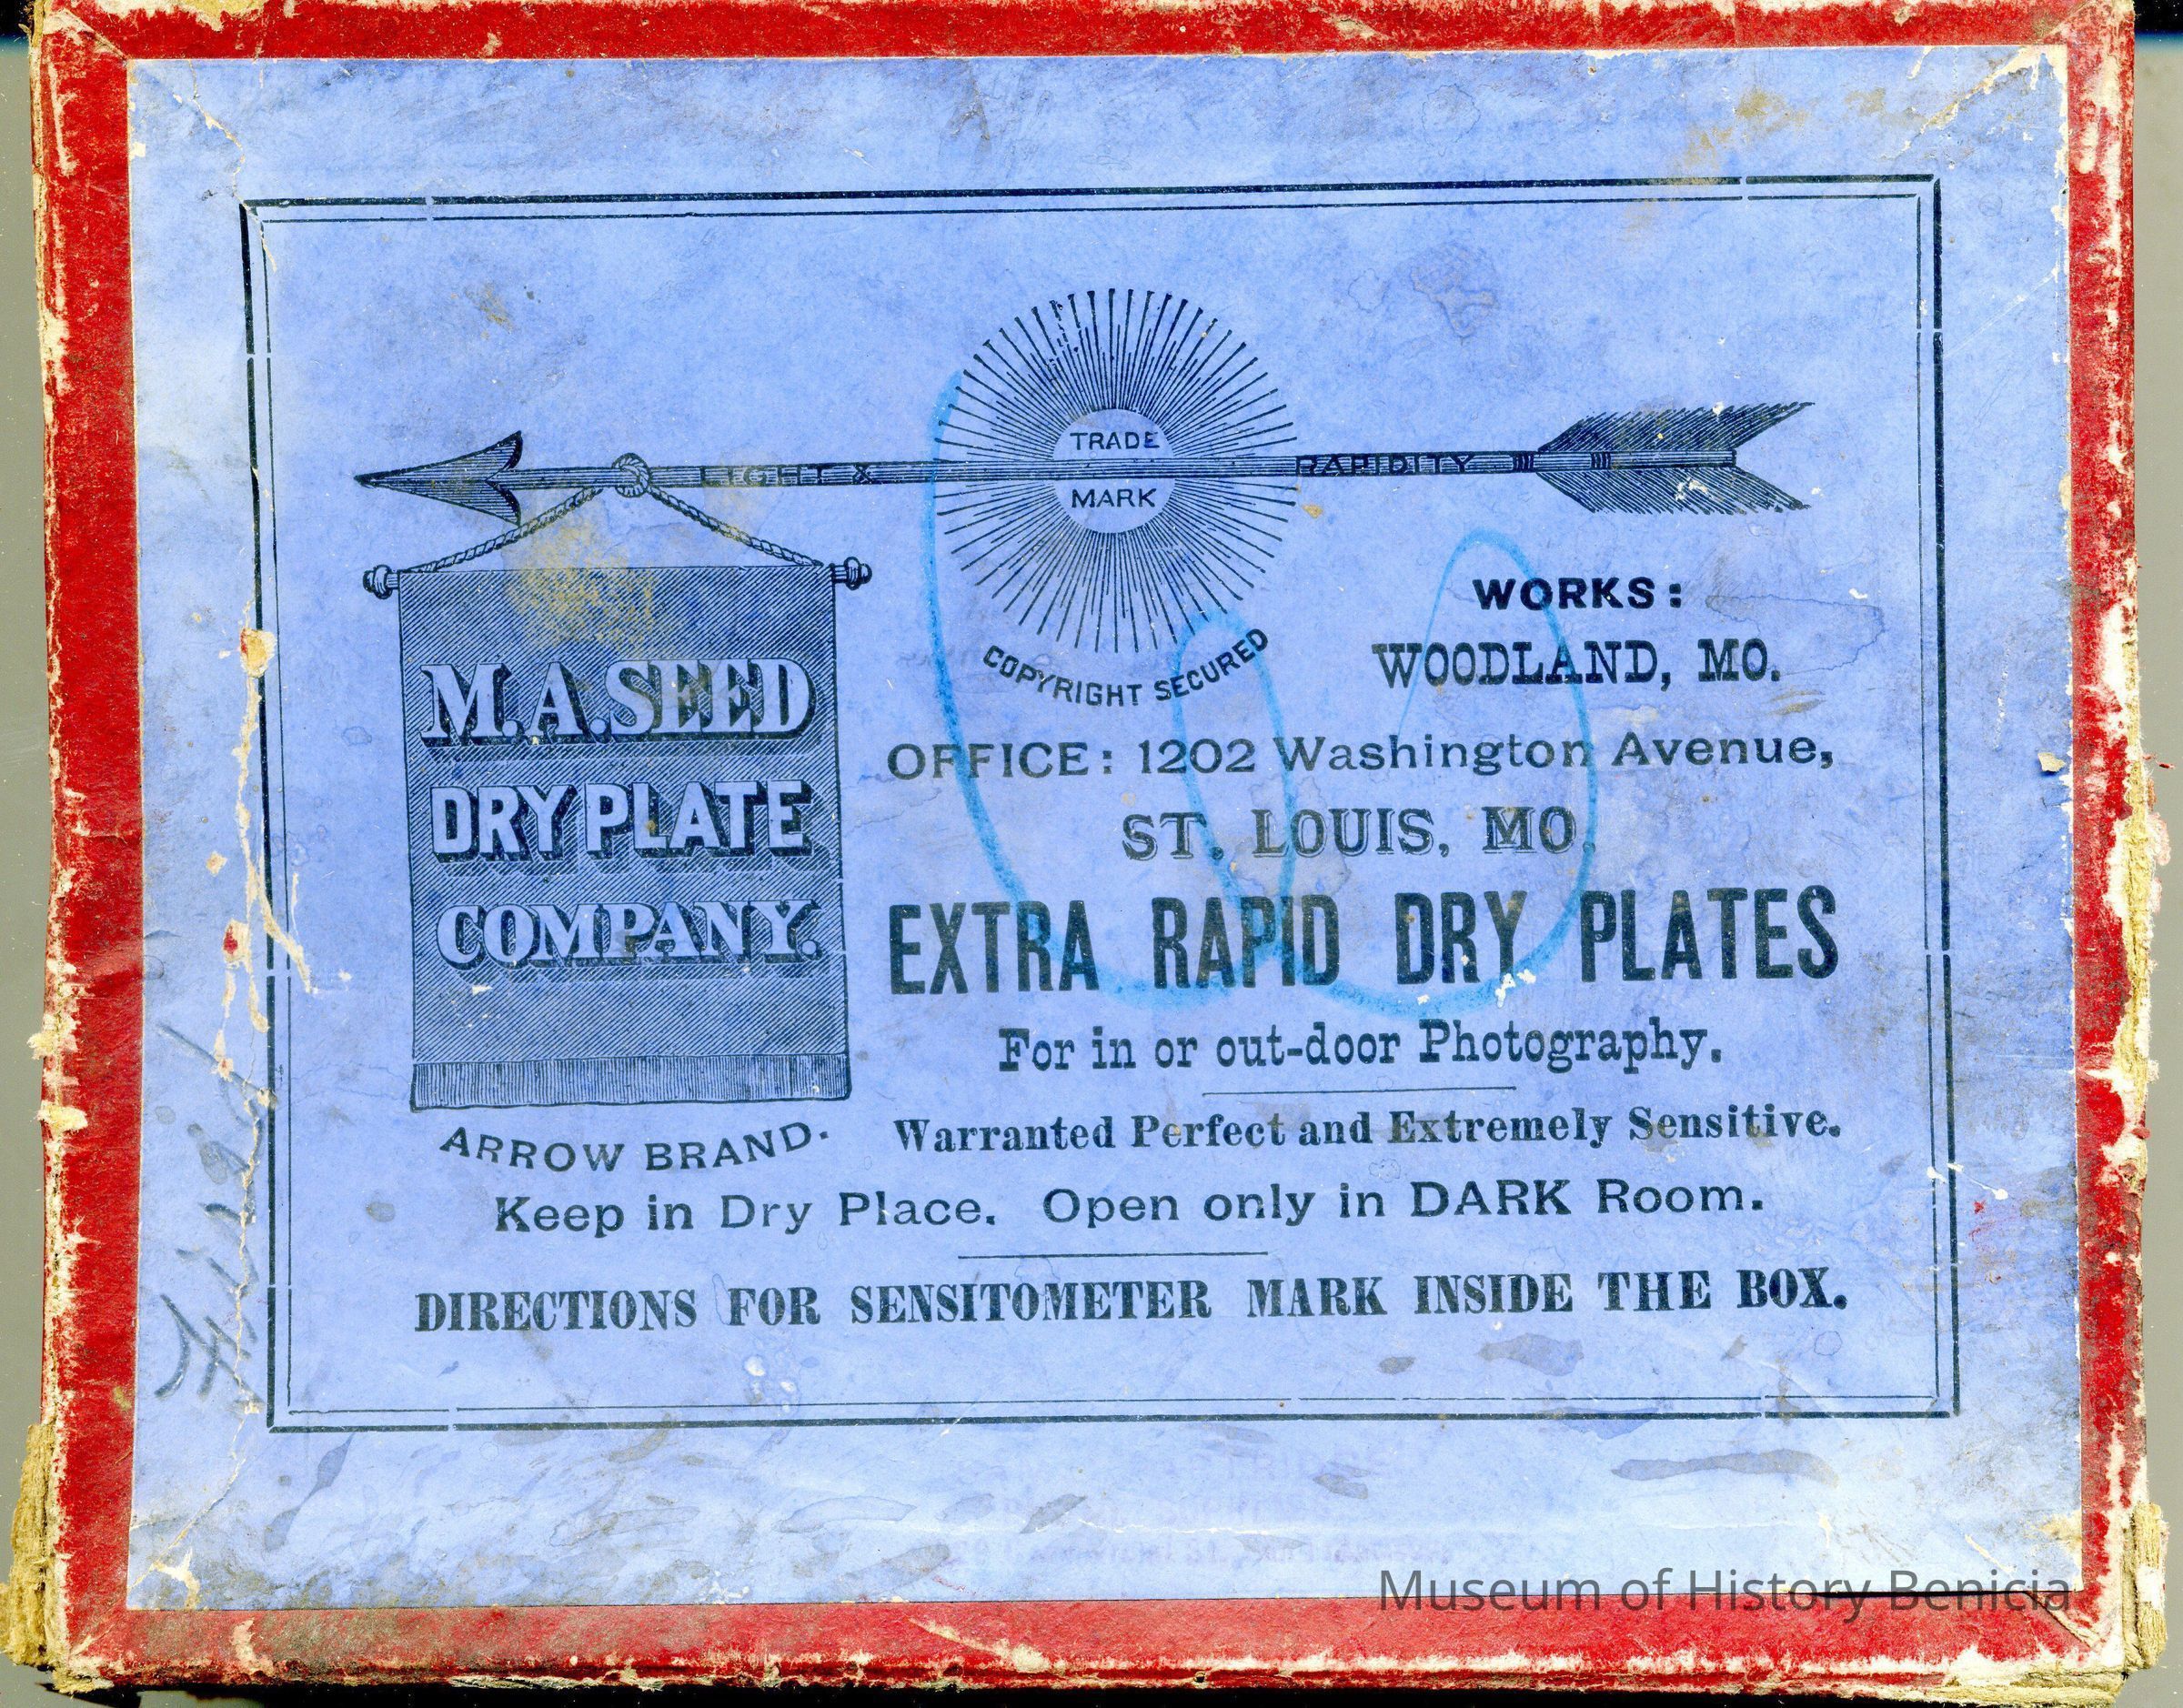 LIGHT & RAPIDITY
TRADE
MARK
COPYRIGHT SECURED
M. A. SEED
DRY PLATE
COMPANY.
ARROW BRAND.
WORKS:
WOODLAND, MO.
OFFICE: 1202 Washington Avenue,
ST. LOUIS, MO.
EXTRA RAPID DRY PLATES
For in or out-door Photography.
Warranted Perfect and Extremely Sensitive.
Keep in Dry Place. Open only in DARK Room.
DIRECTIONS FOR SENSITOMETER MARK INSIDE THE BOX.
Museum of History Benicia